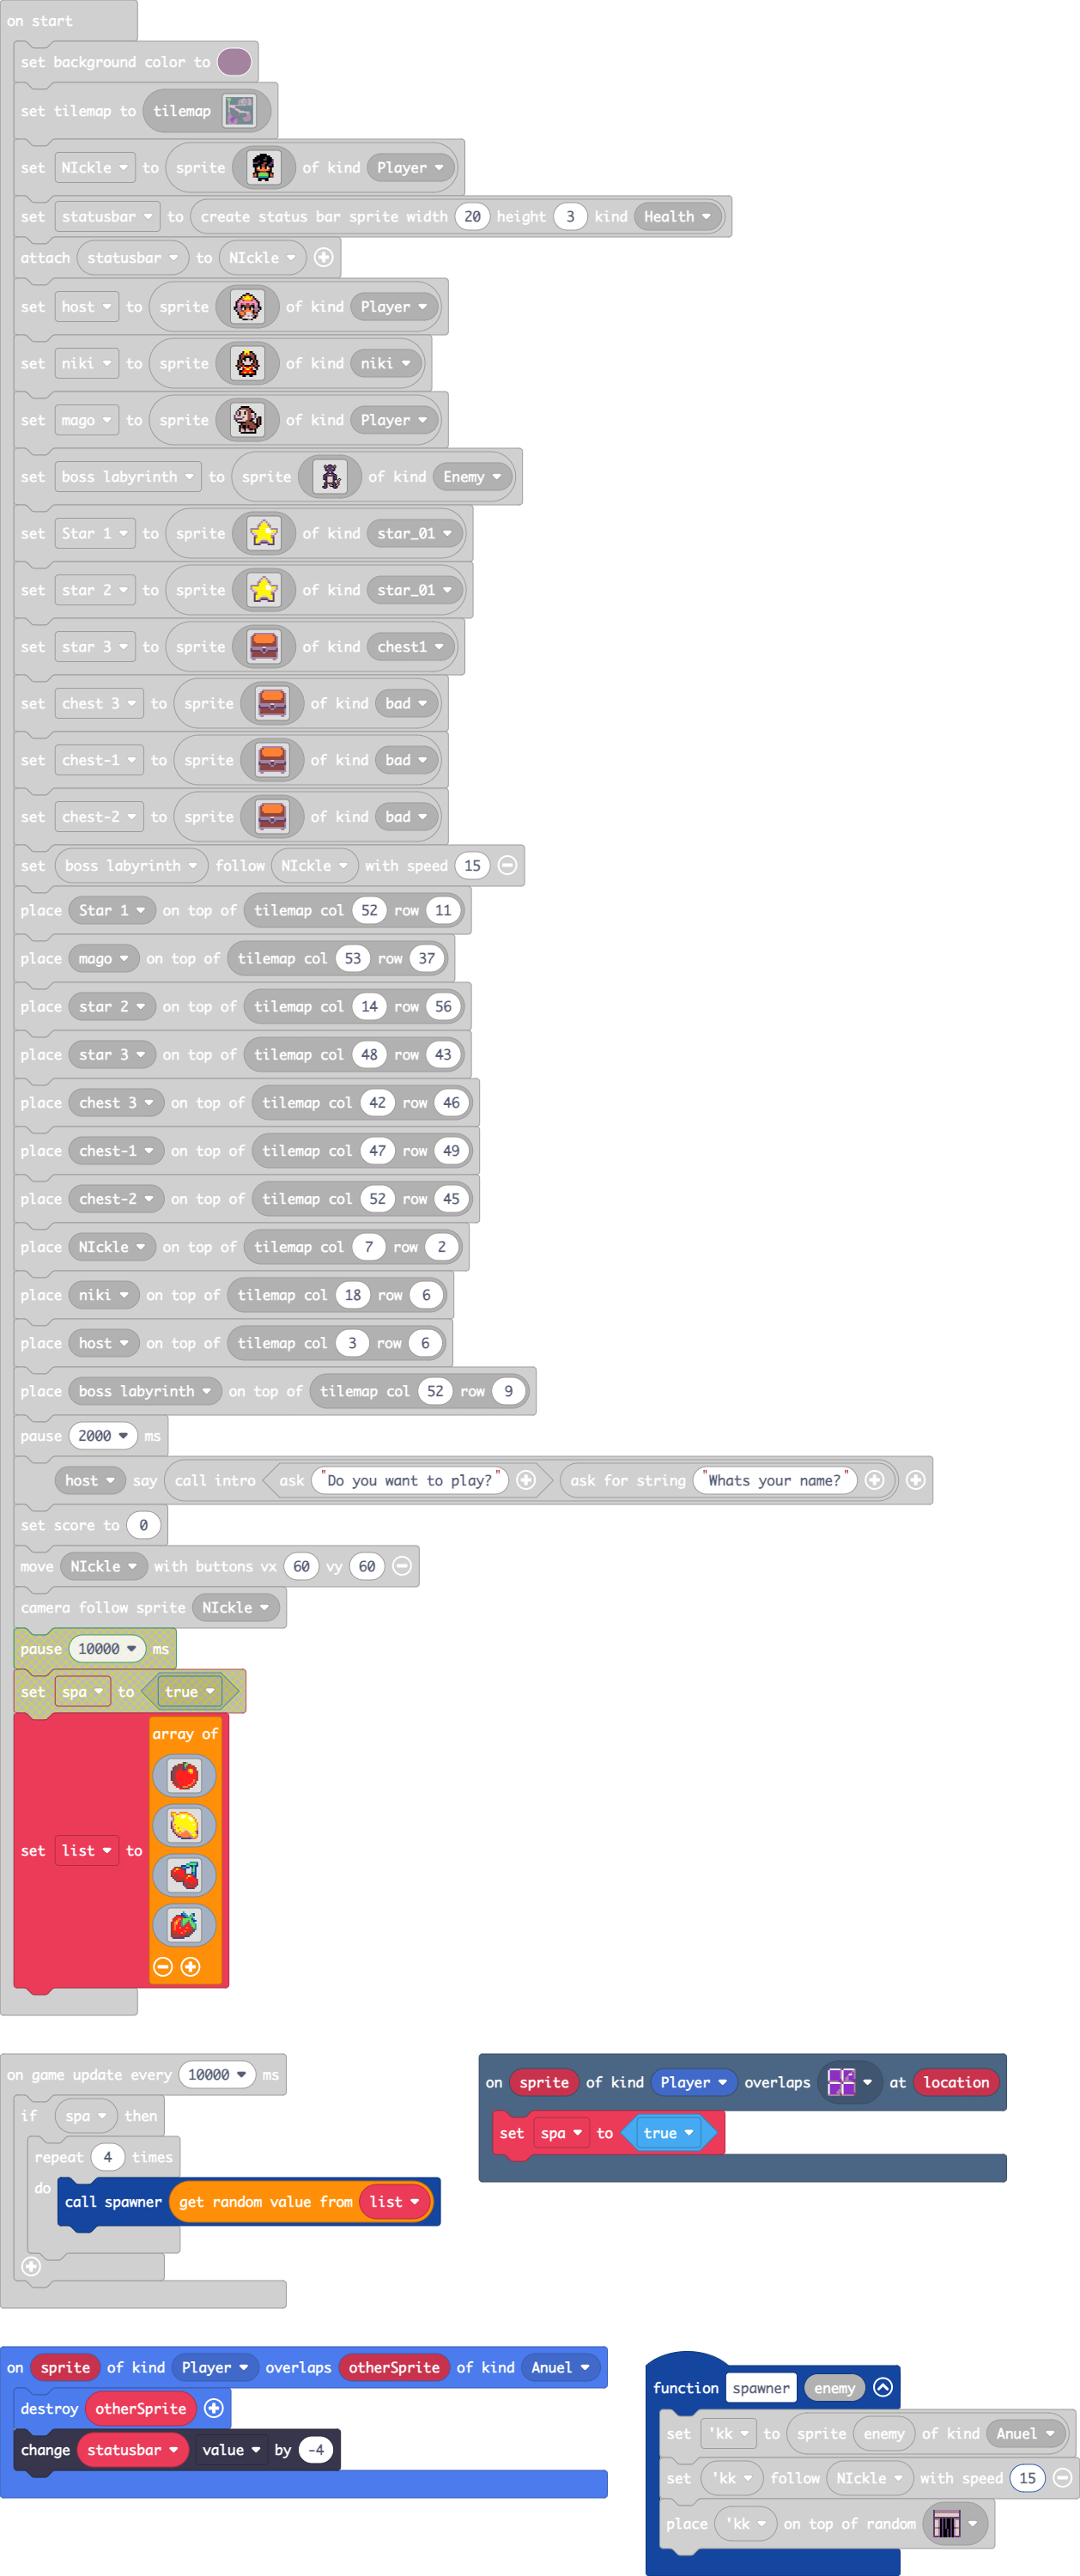 on start
set background color to
set tilemap to tilemap
set NIckle to sprite of kind Player
set statusbar to create status bar sprite width 20 height 3 kind Health
attach statusbar to NIckle
set host to sprite of kind Player
set niki to sprite of kind niki
set mago to sprite of kind Player
set boss labyrinth to sprite of kind Enemy
set Star 1 to sprite of kind star_01
set star 2 to sprite of kind star_01
set star 3 to sprite of kind chest1
set chest 3 to sprite of kind bad
set chest-1 to sprite of kind bad
set chest-2 to sprite of kind bad
set boss labyrinth follow NIckle with speed 15
place Star 1 on top of tilemap col 52 row 11
place mago on top of tilemap col 53 row 37
place star 2 on top of tilemap col 14 row 56
place star 3 on top of tilemap col 48 row 43
place chest 3 on top of tilemap col 42 row 46
place chest-1 on top of tilemap col 47 row 49
place chest-2 on top of tilemap col 52 row 45
place NIckle on top of tilemap col 7 row 2
place niki on top of tilemap col 18 row 6
place host on top of tilemap col 3 row 6
place boss labyrinth on top of tilemap col 52 row 9
pause 2000 ms
host say call intro ask "Do you want to play?" ask for string "Whats your name?"
set score to 0
move NIckle with buttons vx 60 vy 60
camera follow sprite NIckle
pause 10000 ms
set spa to true
array of
set list to
on game update every 10000 ms
if spa then
repeat 4 times
do
call spawner get random value from list
on sprite of kind Player overlaps at location
set spa to true
on sprite of kind Player overlaps otherSprite of kind Anuel
destroy otherSprite
change statusbar value by -4
function spawner enemy
set 'kk to sprite enemy of kind Anuel
set 'kk follow NIckle with speed 15
place 'kk on top of random